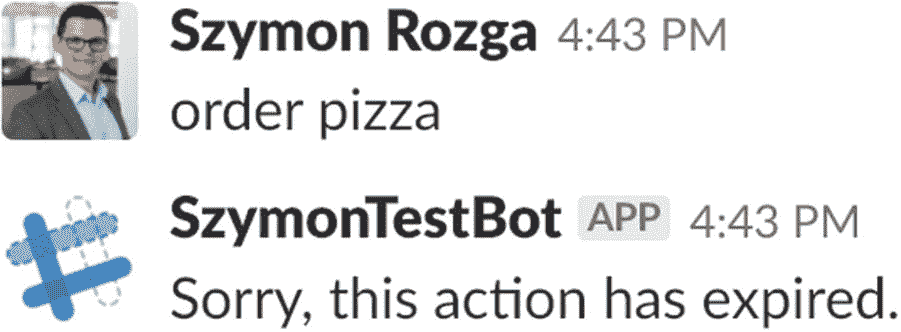 Szymon Rozga 4:43 PM
order pizza
SzymonTestBot APP 4:43 PM
Sorry, this action has expired.